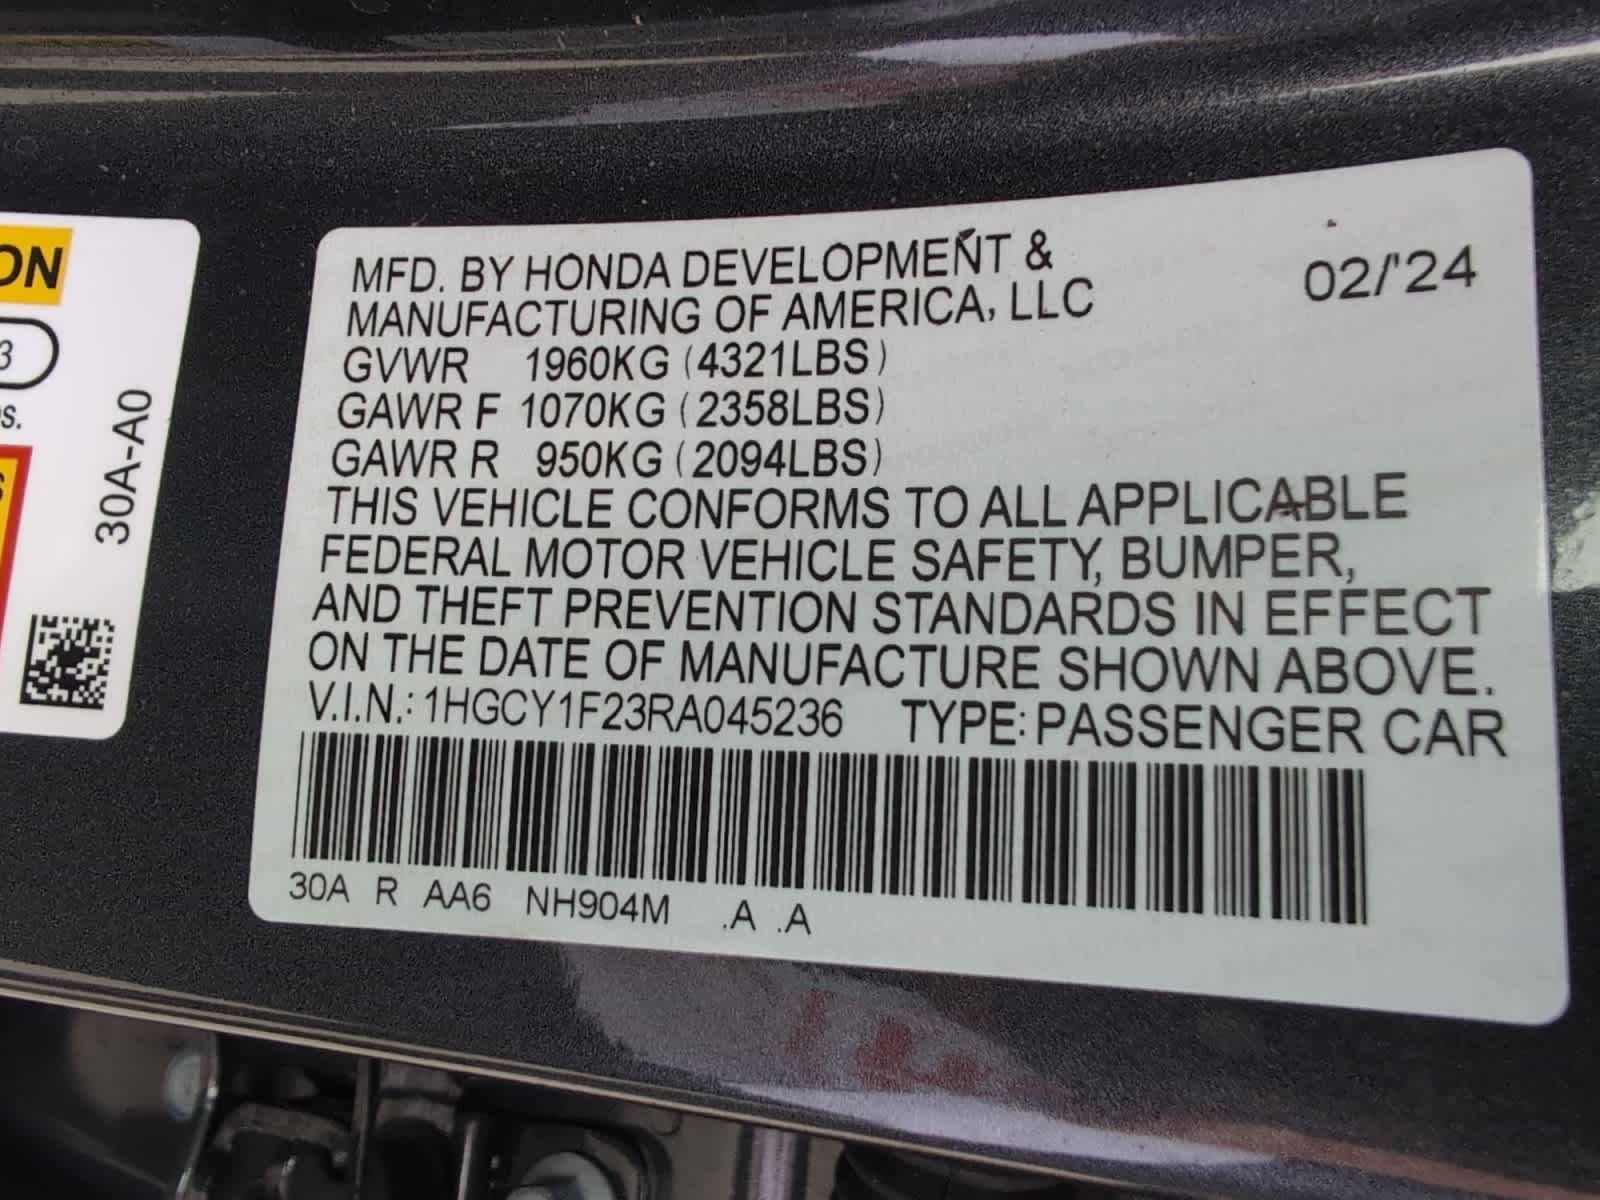 ON
3
s.
30A-A0
MFD. BY HONDA DEVELOPMENT &
MANUFACTURING OF AMERICA, LLC
02/'24
GVWR 1960KG (4321LBS)
GAWR F 1070KG (2358LBS)
GAWR R 950KG (2094LBS)
THIS VEHICLE CONFORMS TO ALL APPLICABLE
FEDERAL MOTOR VEHICLE SAFETY, BUMPER,
AND THEFT PREVENTION STANDARDS IN EFFECT
ON THE DATE OF MANUFACTURE SHOWN ABOVE.
V.I.N.: 1HGCY1F23RA045236 TYPE: PASSENGER CAR
30A R AA6 NH904M .A .A